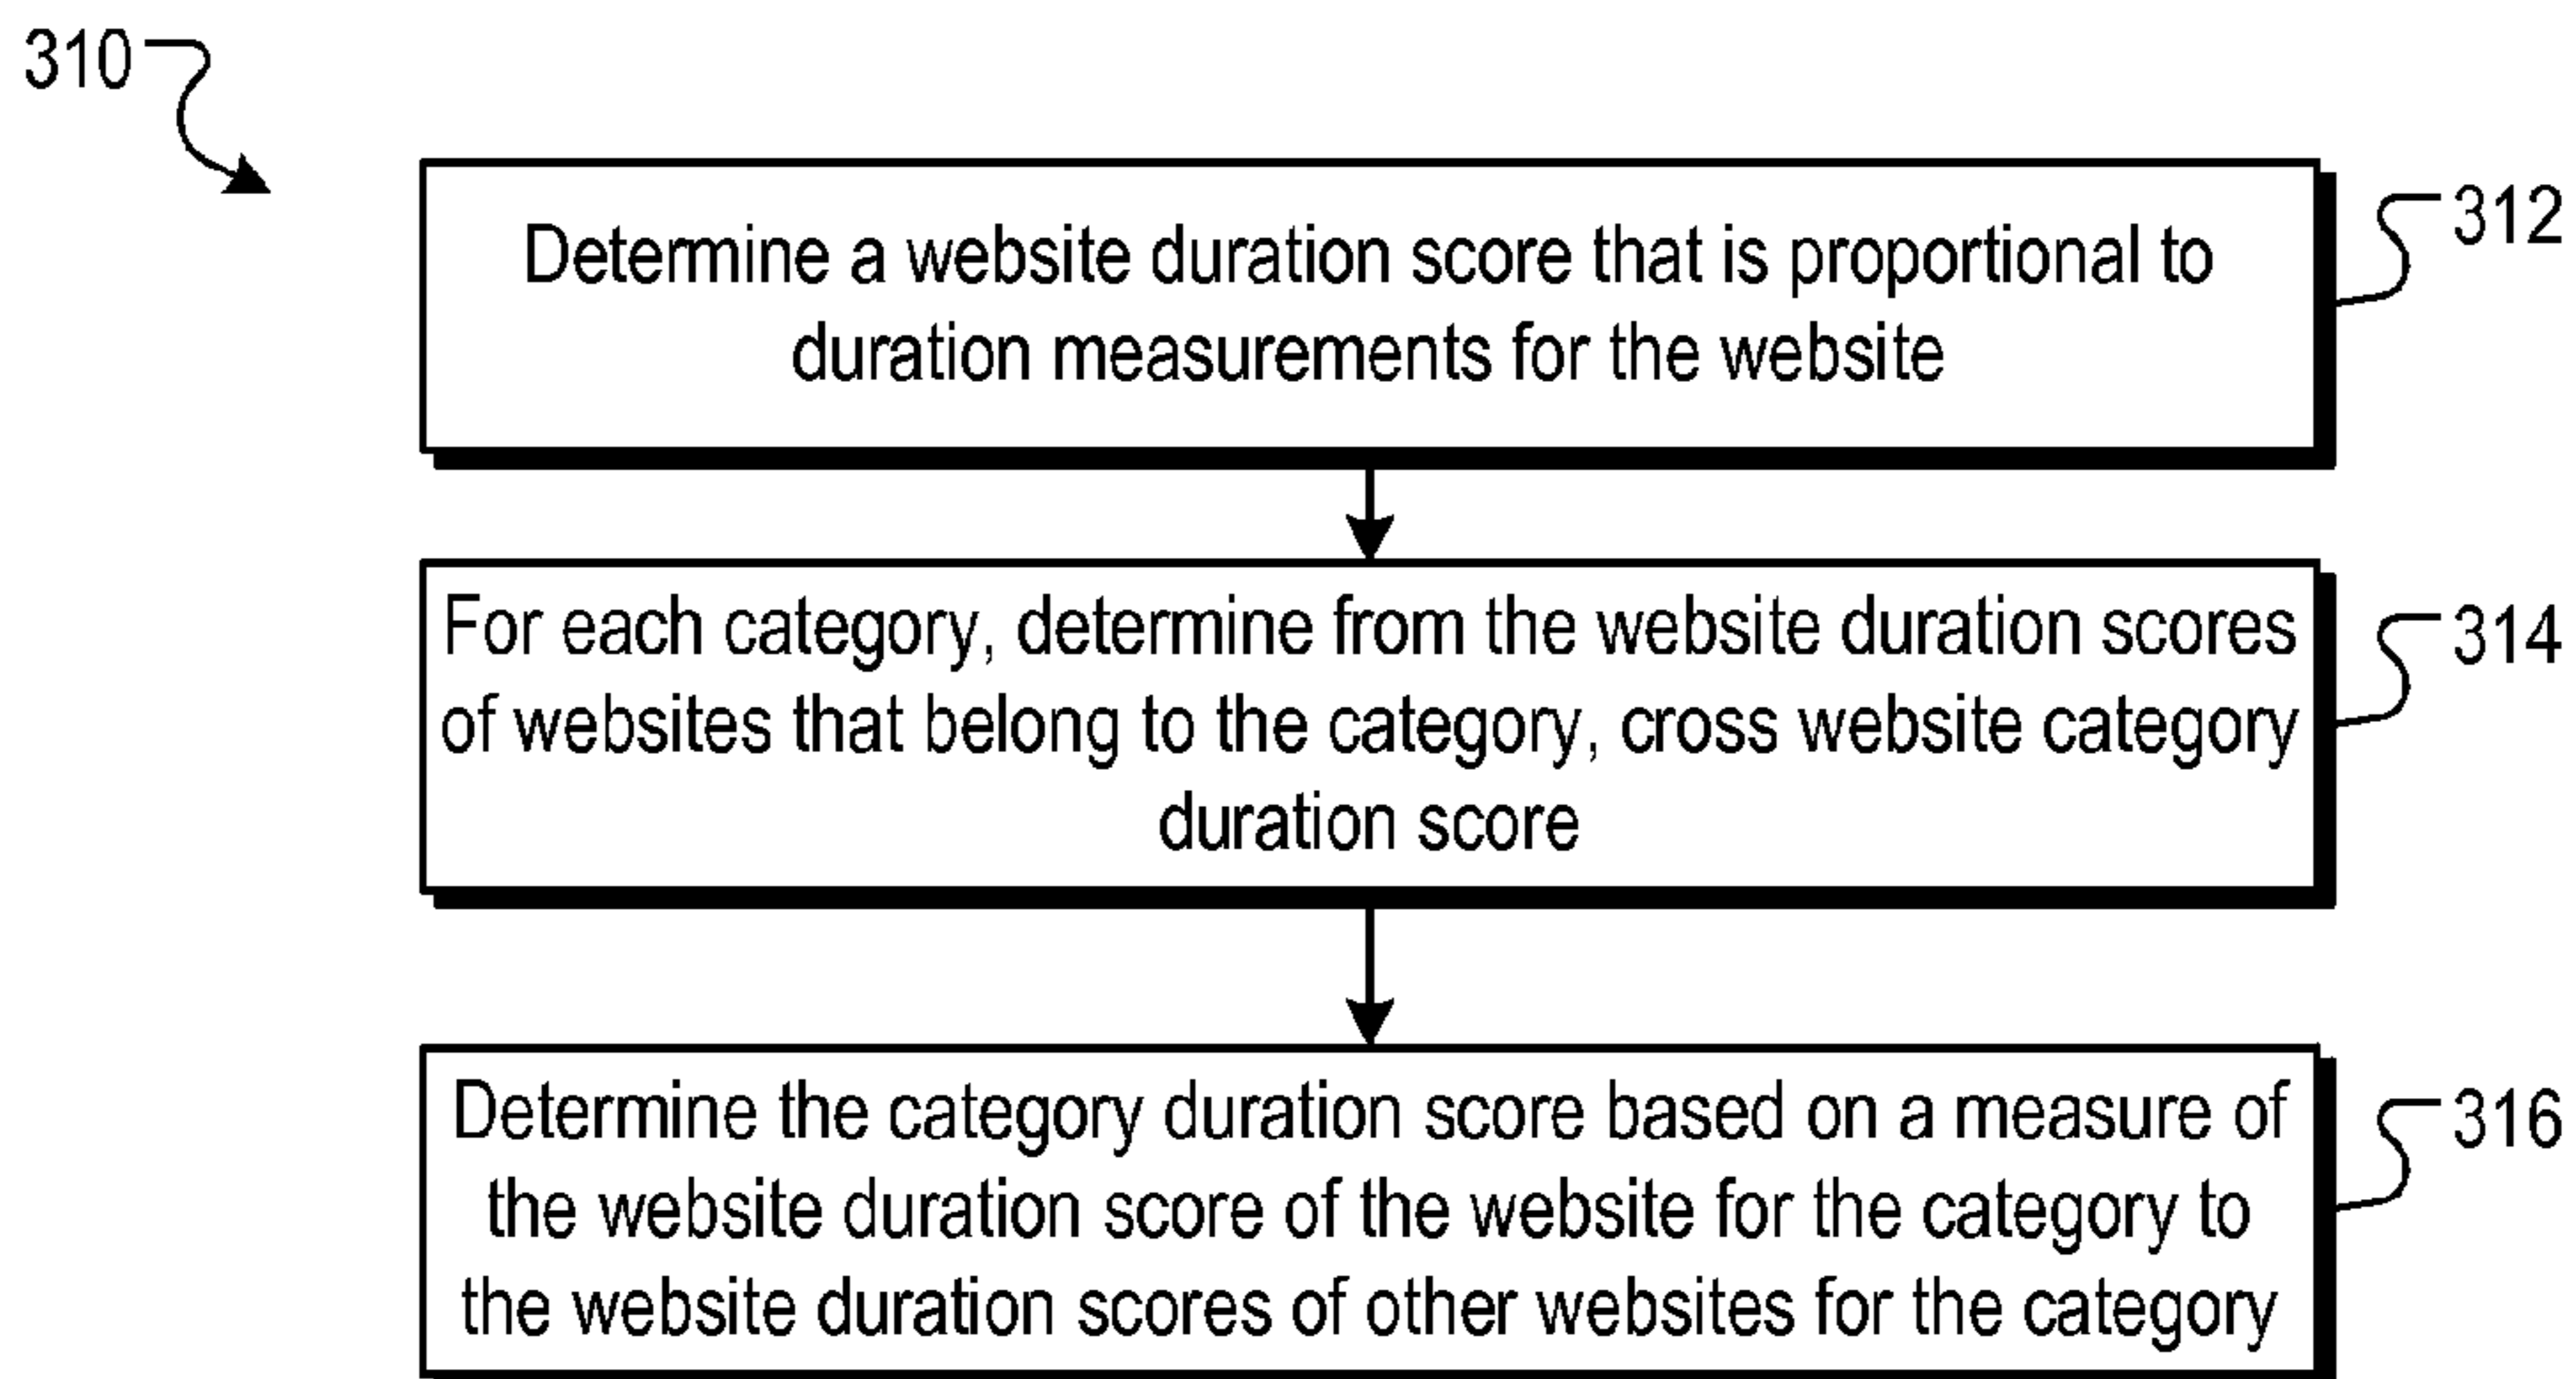 310
Determine a website duration score that is proportional to
duration measurements for the website
312
For each category, determine from the website duration scores
of websites that belong to the category, cross website category
duration score
314
Determine the category duration score based on a measure of
the website duration score of the website for the category to
the website duration scores of other websites for the category
316